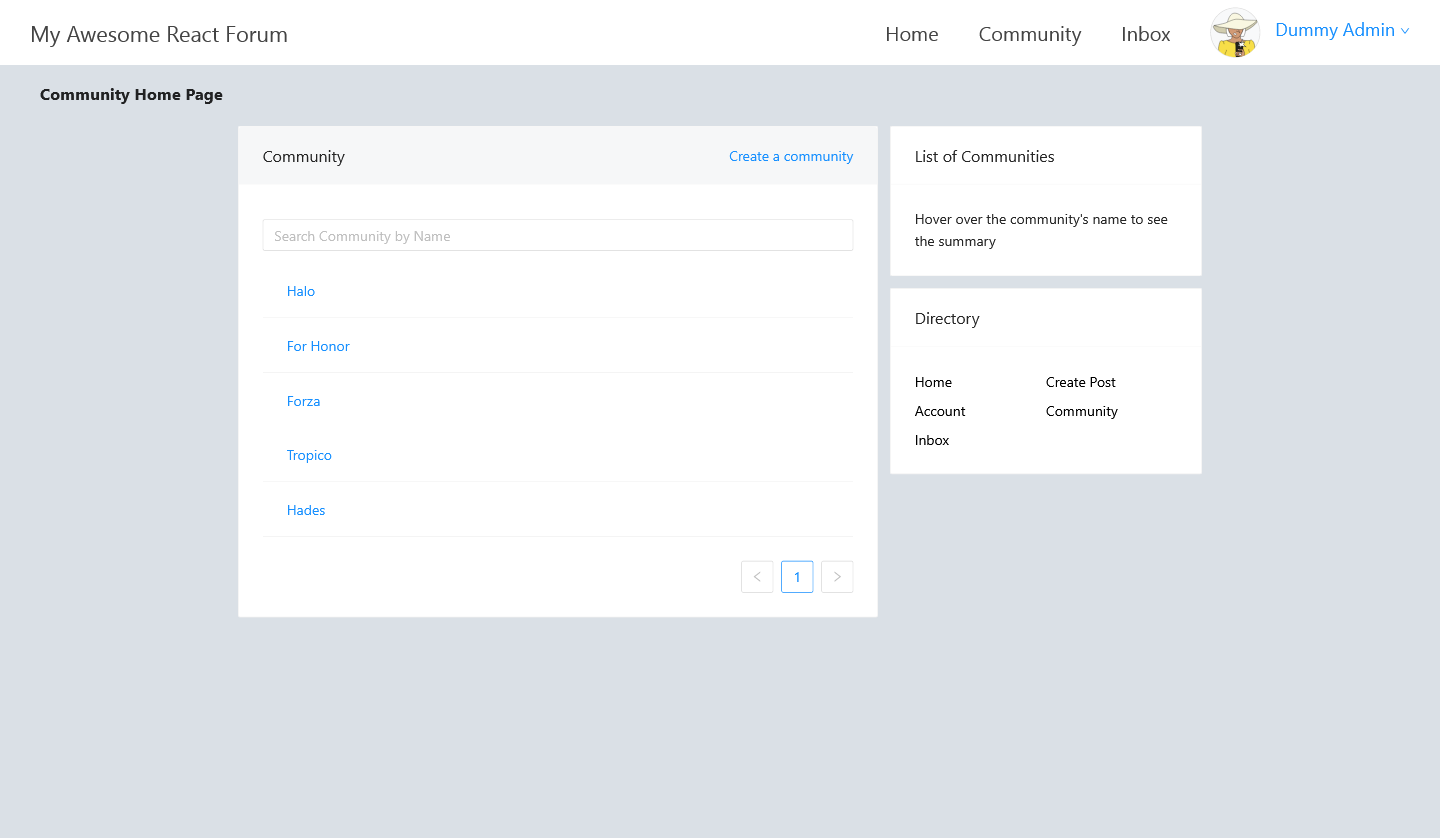 My Awesome React Forum
Home
Community
Inbox
Dummy Admin
Community Home Page
Community
Create a community
Search Community by Name
Halo
For Honor
Forza
Tropico
Hades
1
List of Communities
Hover over the community's name to see
the summary
Directory
Home
Create Post
Account
Community
Inbox